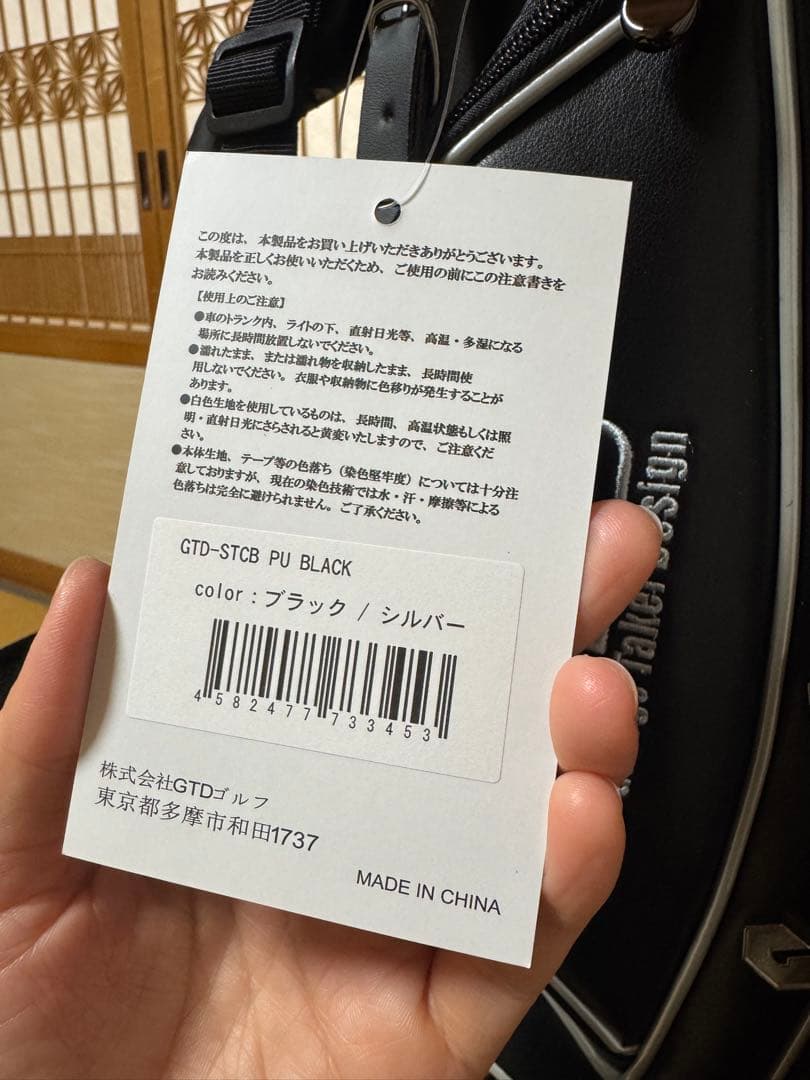 この度は、本製品をお買い上げいただきありがとうございます。
本製品を正しくお使いいただくため、ご使用の前にこの注意書きを
お読みください。
【使用上のご注意】
●車のトランク内、ライトの下、直射日光等、高温・多湿になる
場所に長時間放置しないでください。
●濡れたまま、または濡れ物を収納したまま、長時間使
用しないでください。衣服や収納物に色移りが発生することが
あります。
●白色生地を使用しているものは、長時間、高温状態もしくは照
明・直射日光にさらされると黄変いたしますので、ご注意くだ
さい。
●本体生地、テープ等の色落ち（染色堅牢度）については十分注
意しておりますが、現在の染色技術では水・汗・摩擦等による
色落ちは完全に避けられません。ご了承ください。
GTD-STCB PU BLACK
color：ブラック / シルバー
4582477733453
株式会社GTDゴルフ
東京都多摩市和田1737
MADE IN CHINA
Takei Design